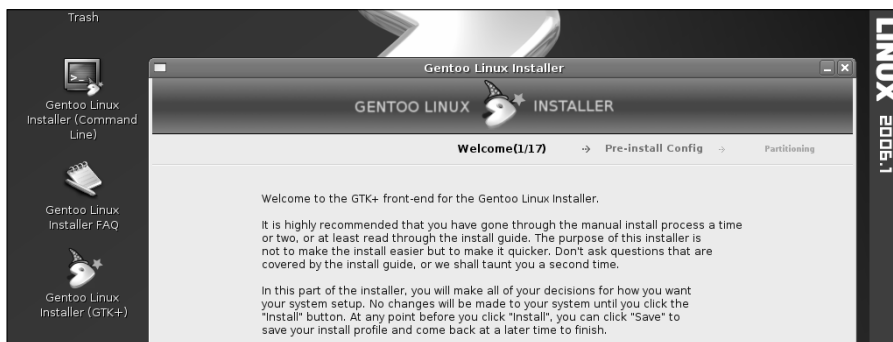 Trash
Gentoo Linux
Installer (Command
Line)
Gentoo Linux
Installer FAQ
Gentoo Linux
Installer (GTK+)
Gentoo Linux Installer
GENTOO LINUX INSTALLER
Welcome(1/17) Pre-install Config Partitioning
Welcome to the GTK+ front-end for the Gentoo Linux Installer.
It is highly recommended that you have gone through the manual install process a time
or two, or at least read through the install guide. The purpose of this installer is
not to make the install easier but to make it quicker. Don't ask questions that are
covered by the install guide, or we shall taunt you a second time.
In this part of the installer, you will make all of your decisions for how you want
your system setup. No changes will be made to your system until you click the
"Install" button. At any point before you click "Install", you can click "Save" to
save your install profile and come back at a later time to finish.
LINUX 2006.1